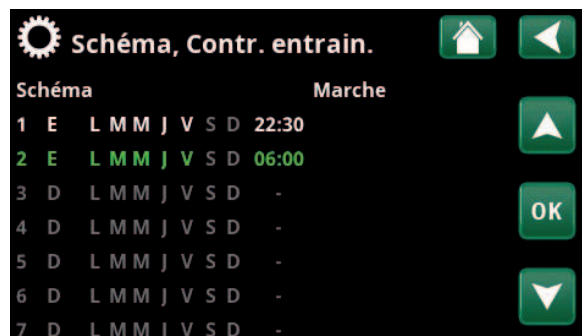 Schéma, Contr. entrain.
Schéma Marche
1 E L M M J V S D 22:30
2 E L M M J V S D 06:00
3 D L M M J V S D -
OK
4 D L M M J V S D -
5 D L M M J V S D -
6 D L M M J V S D -
7 D L M M J V S D -